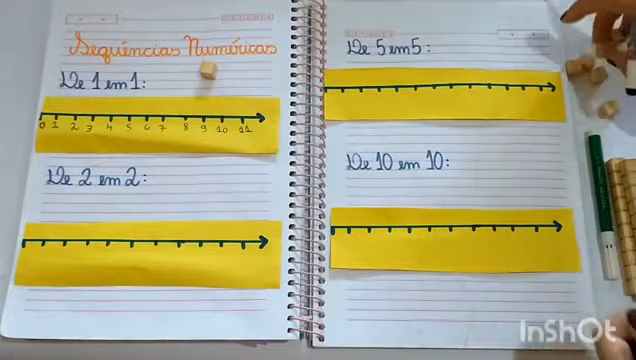 Sequências Numéricas
De 1 em 1:
0 1 2 3 4 5 6 7 8 9 10 11
De 2 em 2:
De 5 em 5:
De 10 em 10:
InShOt